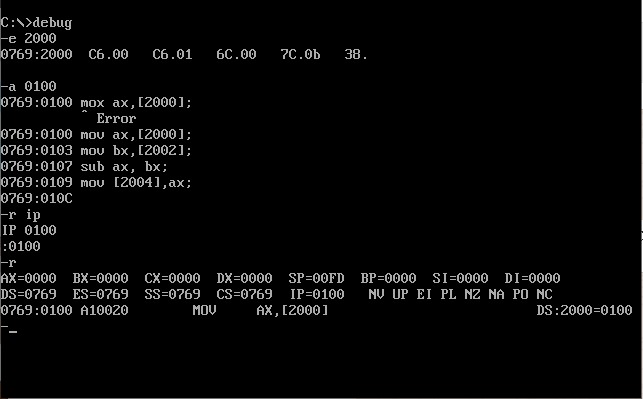 C:\>debug
-e 2000
0769:2000  C6.00   C6.01   6C.00   7C.0b   38.
-a 0100
0769:0100 mox ax,[2000];
^ Error
0769:0100 mov ax,[2000];
0769:0103 mov bx,[2002];
0769:0107 sub ax, bx;
0769:0109 mov [2004],ax;
0769:010C
-r ip
IP 0100
:0100
-r
AX=0000  BX=0000  CX=0000  DX=0000  SP=00FD  BP=0000  SI=0000  DI=0000
DS=0769  ES=0769  SS=0769  CS=0769  IP=0100   NV UP EI PL NZ NA PO NC
0769:0100 A10020        MOV     AX,[2000]                          DS:2000=0100
-_